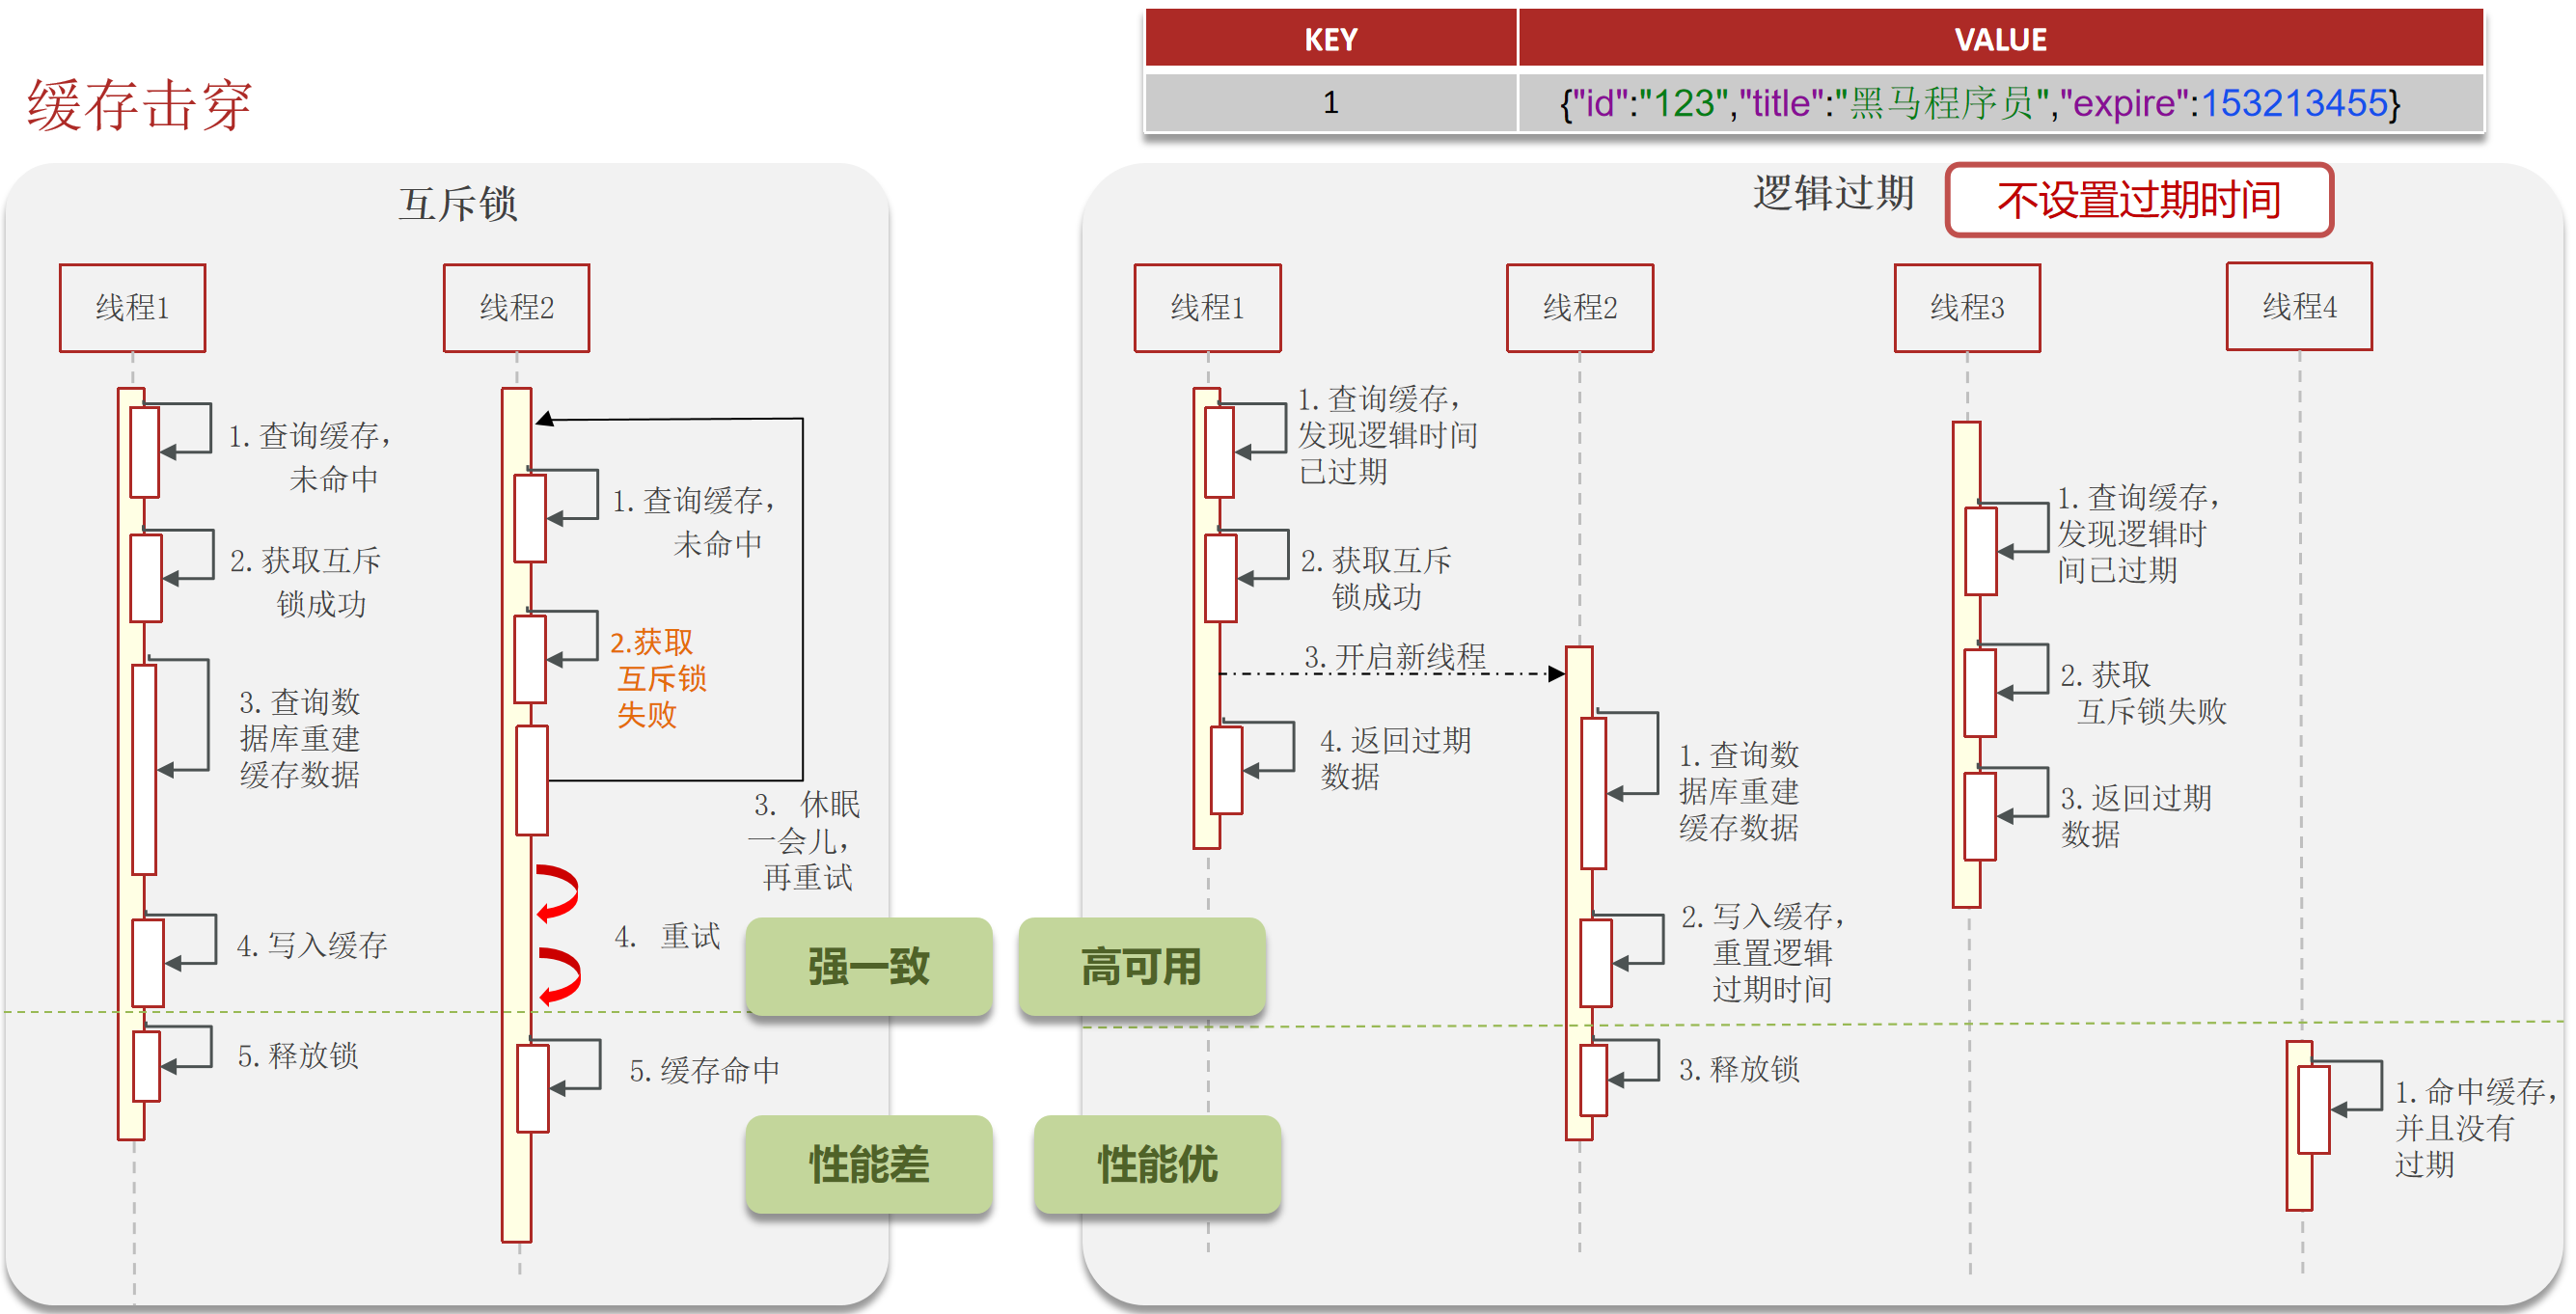 缓存击穿
KEY VALUE
1 {"id":"123","title":"黑马程序员","expire":153213455}
互斥锁
线程1
线程2
1.查询缓存，
未命中
2.获取互斥
锁成功
3.查询数
据库重建
缓存数据
4.写入缓存
5.释放锁
1.查询缓存，
未命中
2.获取
互斥锁
失败
3. 休眠
一会儿，
再重试
4. 重试
5.缓存命中
强一致
性能差
高可用
性能优
逻辑过期
不设置过期时间
线程1
线程2
线程3
线程4
1.查询缓存，
发现逻辑时间
已过期
2.获取互斥
锁成功
3.开启新线程
4.返回过期
数据
1.查询数
据库重建
缓存数据
2.写入缓存，
重置逻辑
过期时间
3.释放锁
1.查询缓存，
发现逻辑时
间已过期
2.获取
互斥锁失败
3.返回过期
数据
1.命中缓存，
并且没有
过期